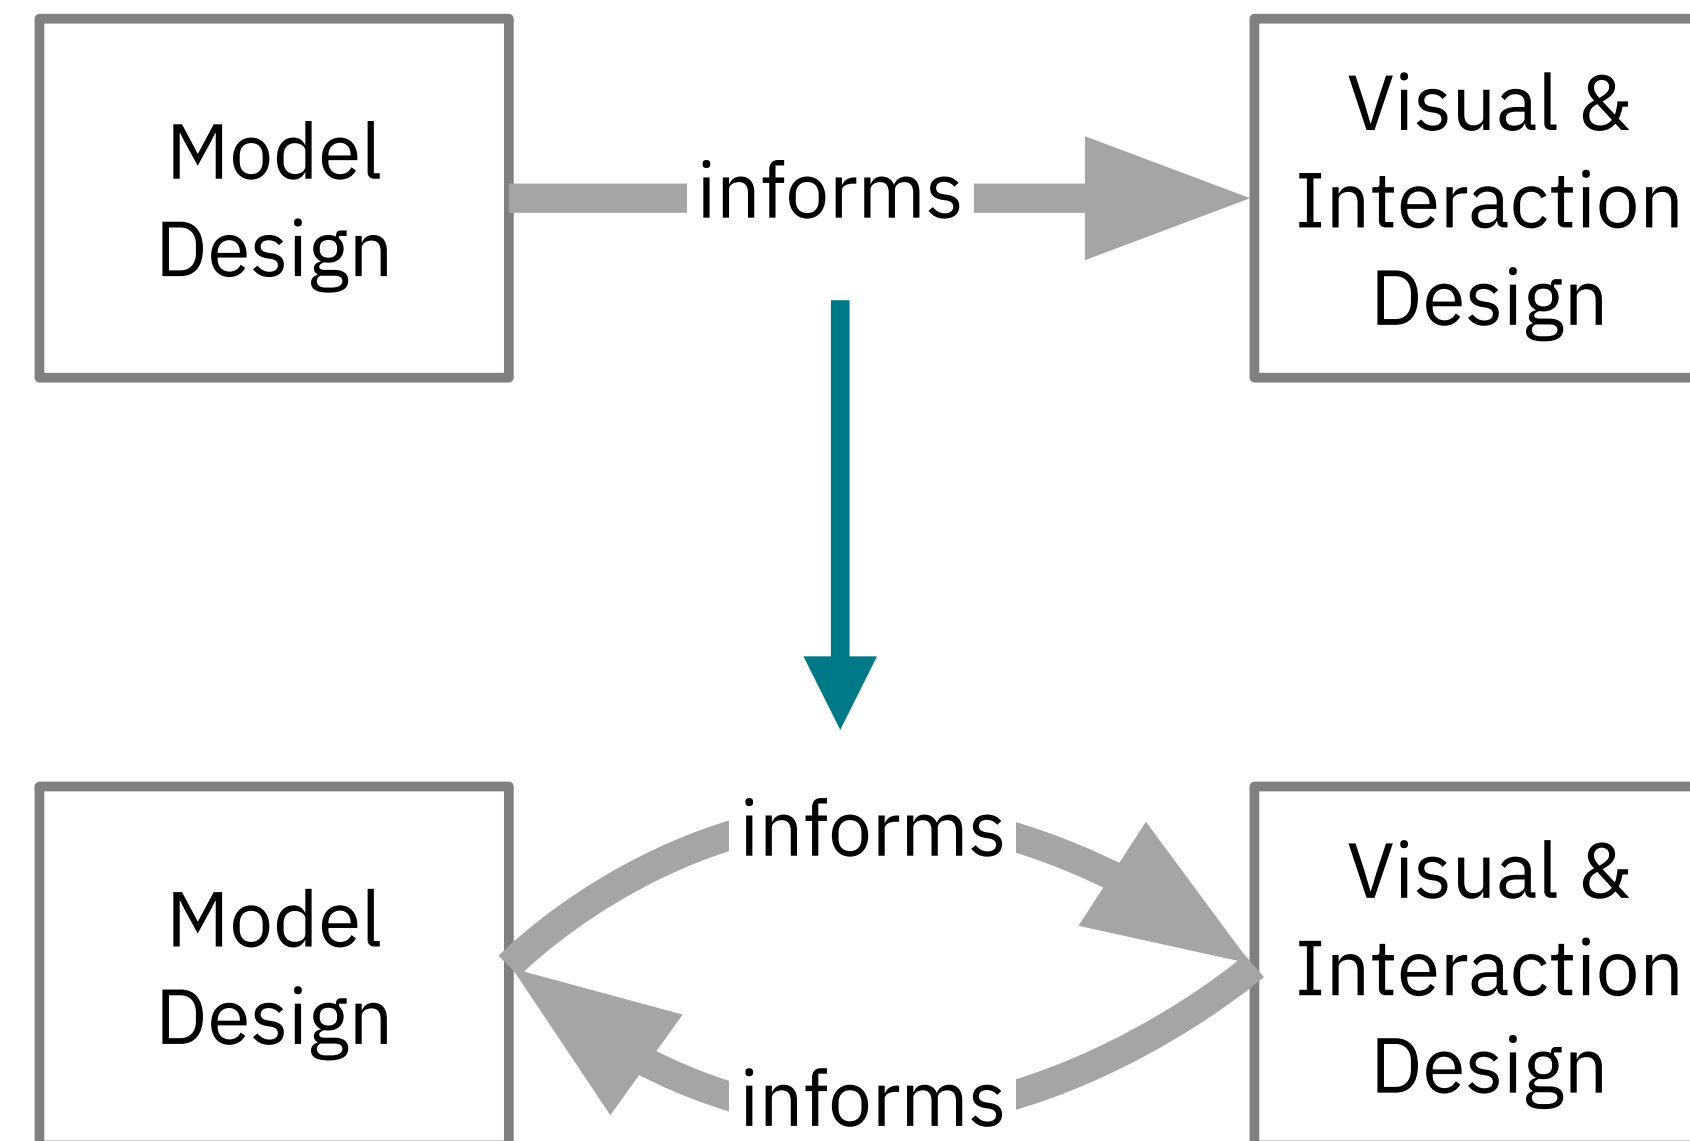 Model
Design
informs
Visual &
Interaction
Design
Model
Design
informs
informs
Visual &
Interaction
Design